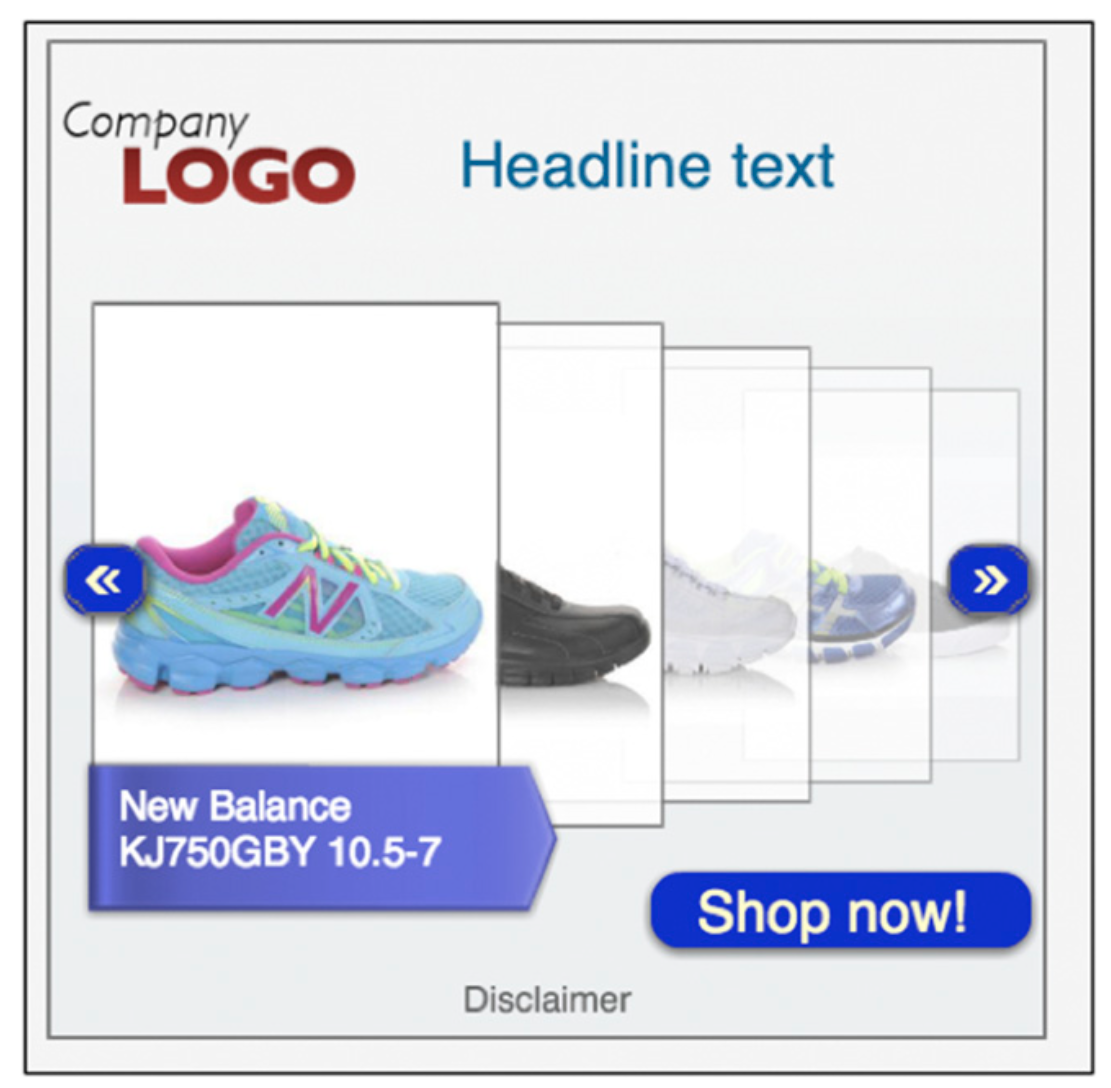 Company
LOGO
Headline text
«
»
New Balance
KJ750GBY 10.5-7
Shop now!
Disclaimer